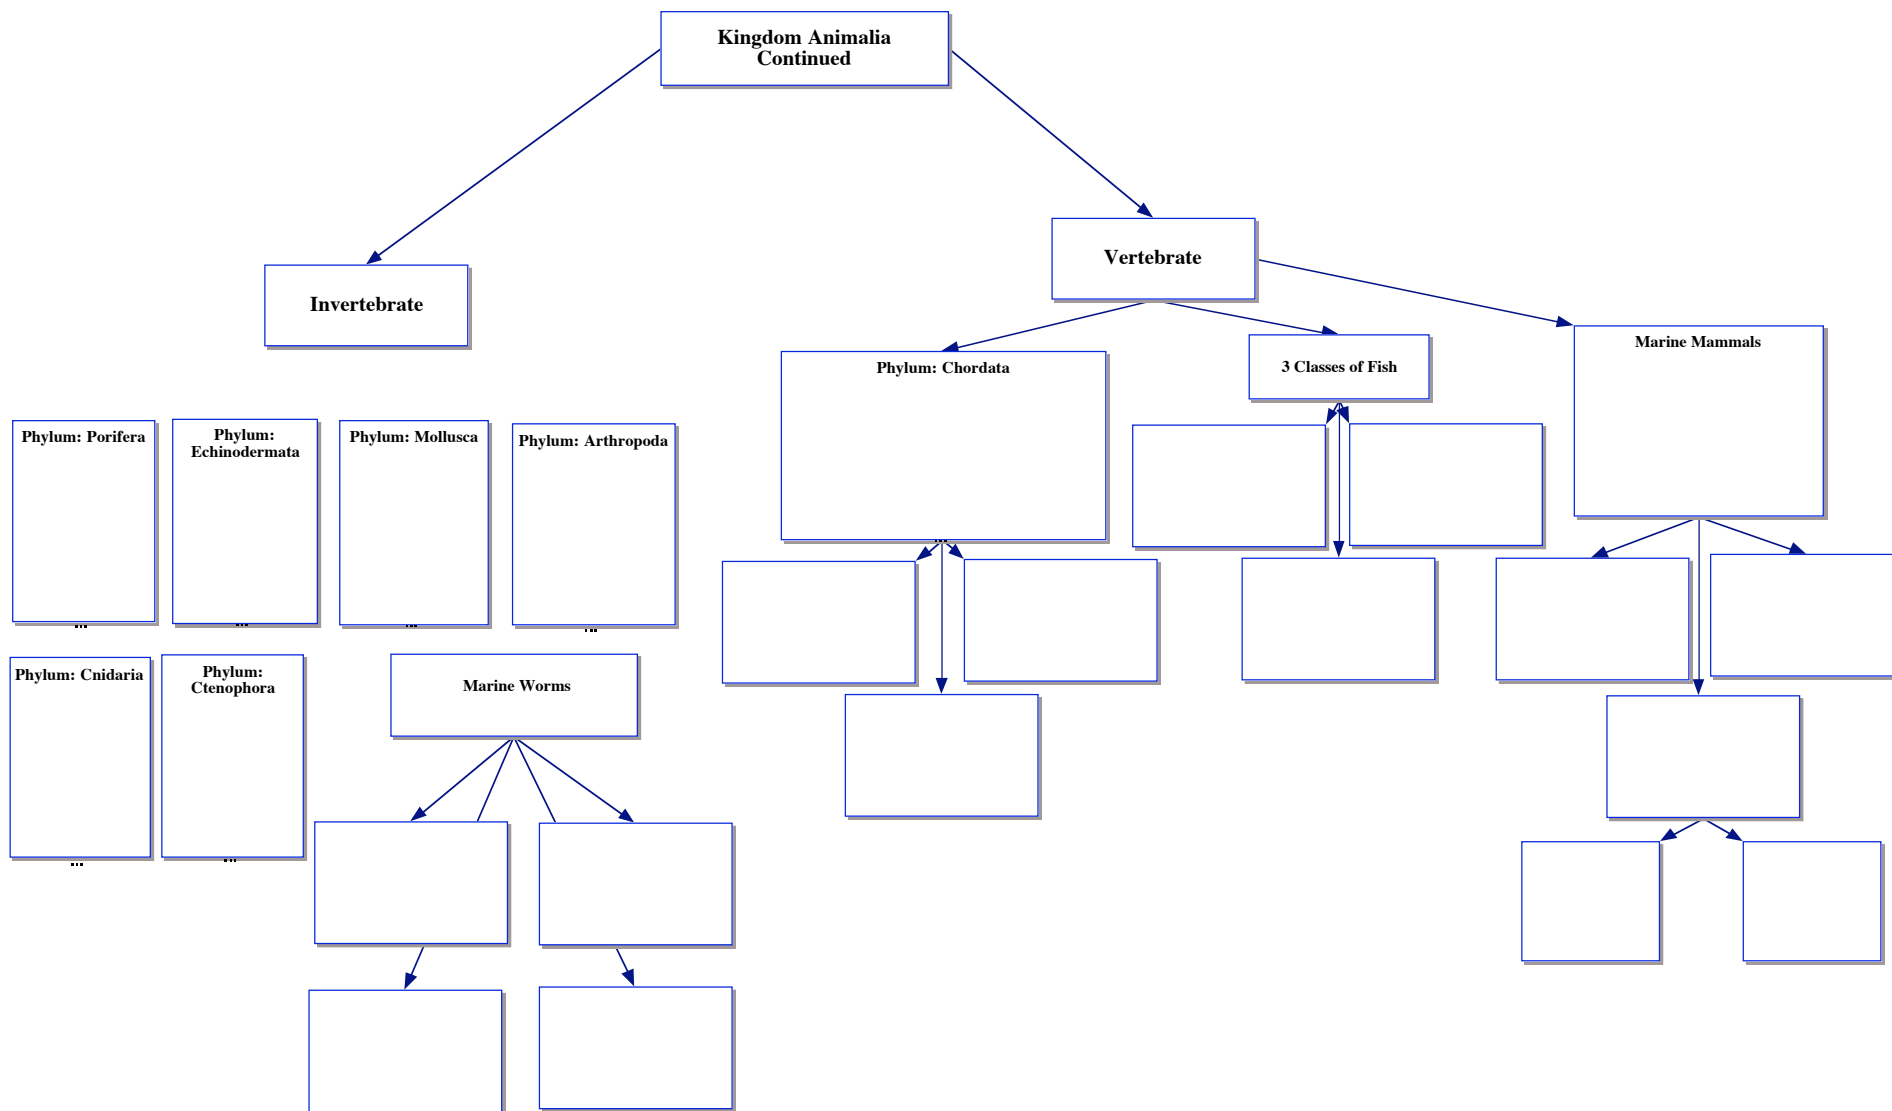 Kingdom Animalia
Continued
Vertebrate
Invertebrate
Marine Mammals
Phylum: Chordata
3 Classes of Fish
Phylum: Porifera
Phylum:
Echinodermata
Phylum: Mollusca
Phylum: Arthropoda
Phylum: Cnidaria
Phylum:
Ctenophora
Marine Worms